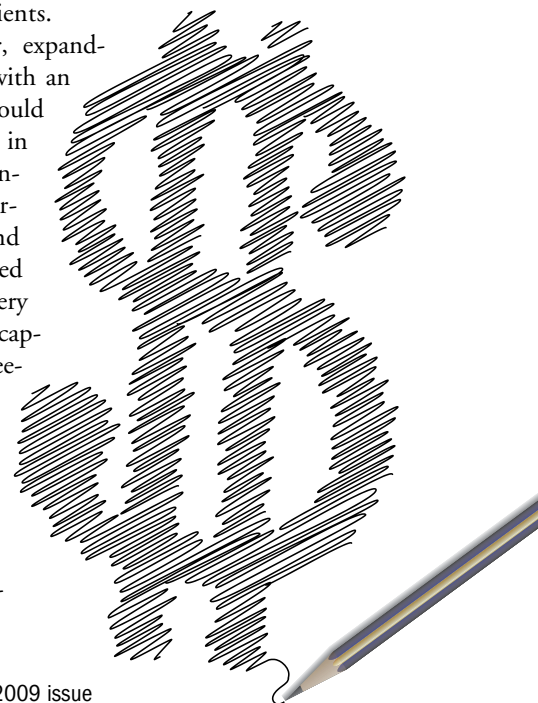 ients.
, expand-
with an
ould
in
n-
r-
nd
ed
ery
cap-
ee-
-
2009 issue